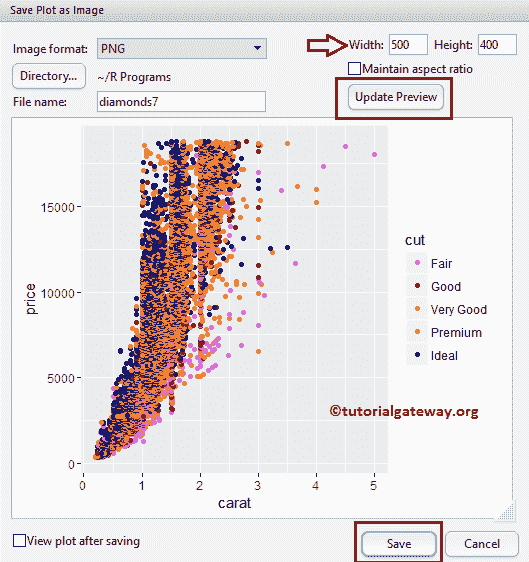 Save Plot as Image
Image format: PNG
Width: 500 Height: 400
Maintain aspect ratio
Directory... ~/R Programs
Update Preview
File name: diamonds7
15000
10000
5000
0
price
0 1 2 3 4 5
carat
cut
Fair
Good
Very Good
Premium
Ideal
©tutorialgateway.org
View plot after saving
Save
Cancel